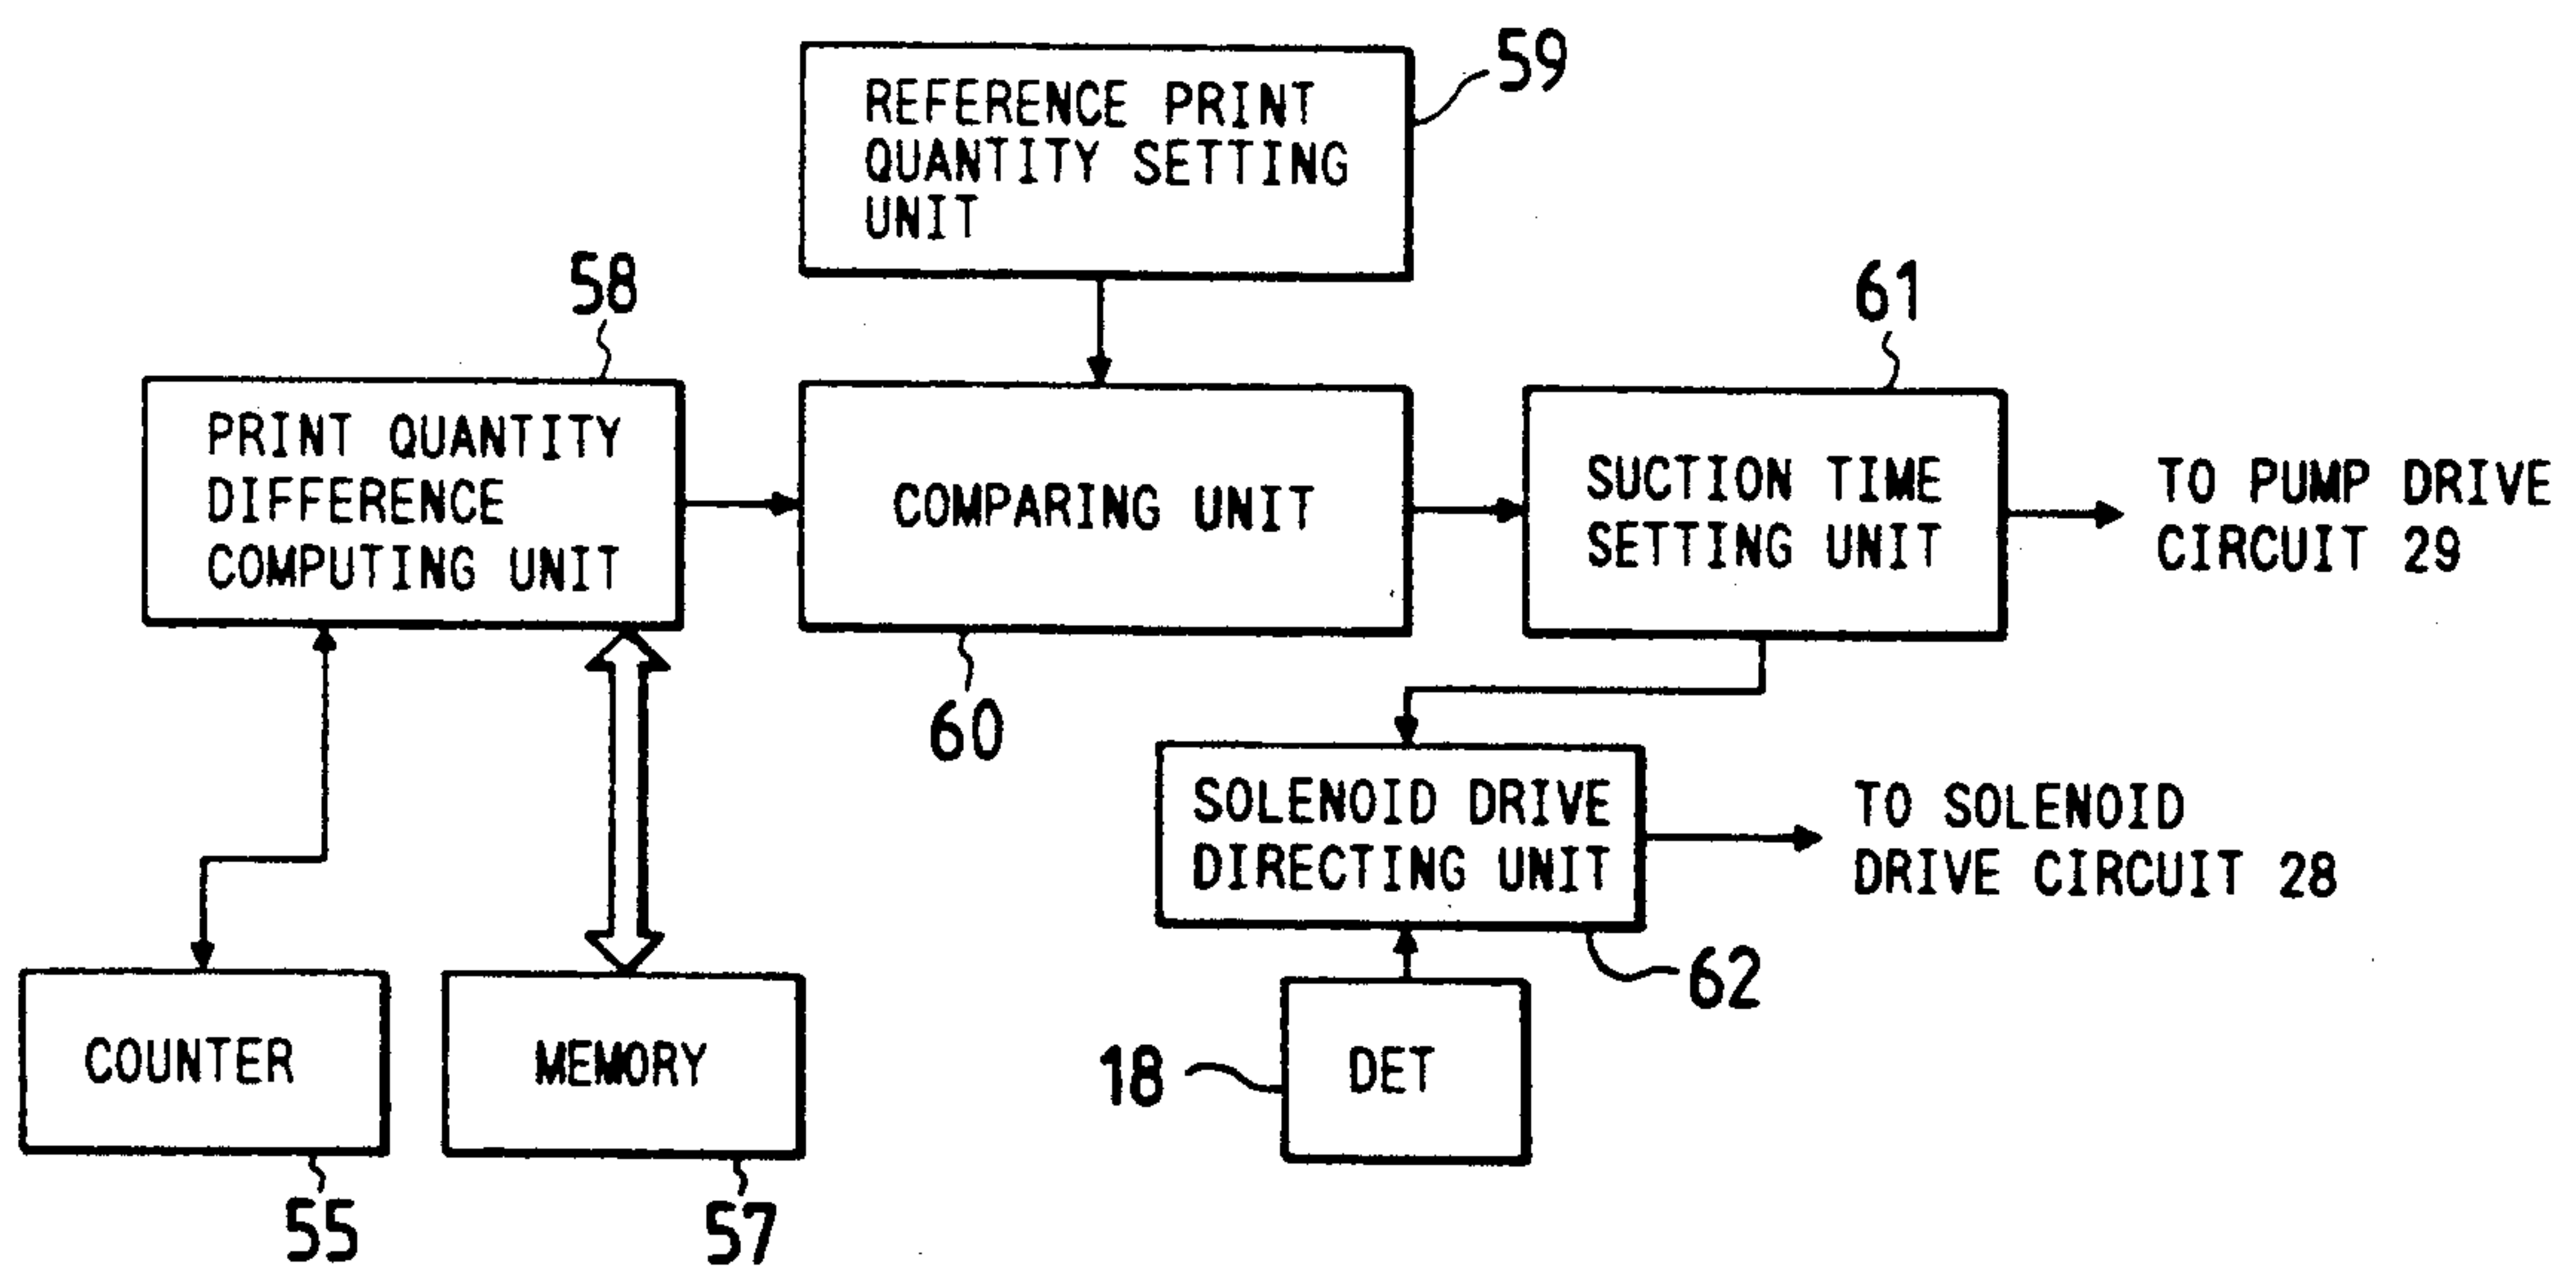 59
REFERENCE PRINT
QUANTITY SETTING
UNIT
58
61
PRINT QUANTITY
DIFFERENCE
COMPUTING UNIT
COMPARING UNIT
SUCTION TIME
SETTING UNIT
TO PUMP DRIVE
CIRCUIT 29
60
SOLENOID DRIVE
DIRECTING UNIT
TO SOLENOID
DRIVE CIRCUIT 28
62
COUNTER
MEMORY
18
DET
55
57